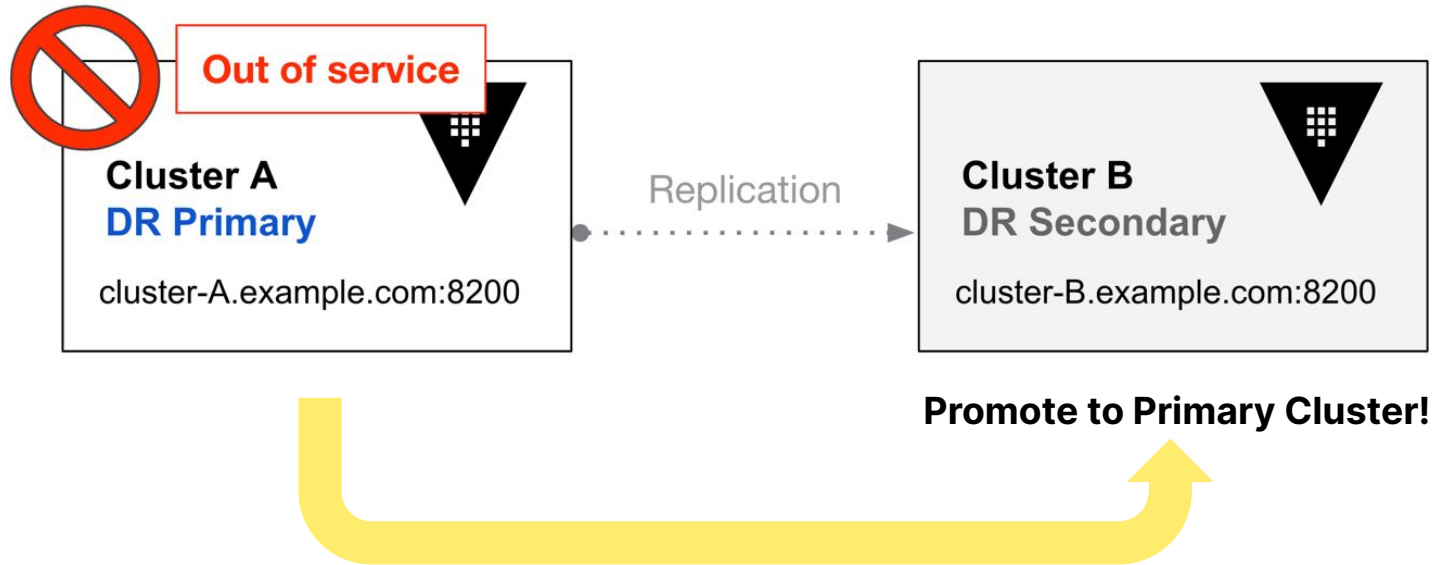 Out of service
Cluster A
DR Primary
cluster-A.example.com:8200
Replication
Cluster B
DR Secondary
cluster-B.example.com:8200
Promote to Primary Cluster!